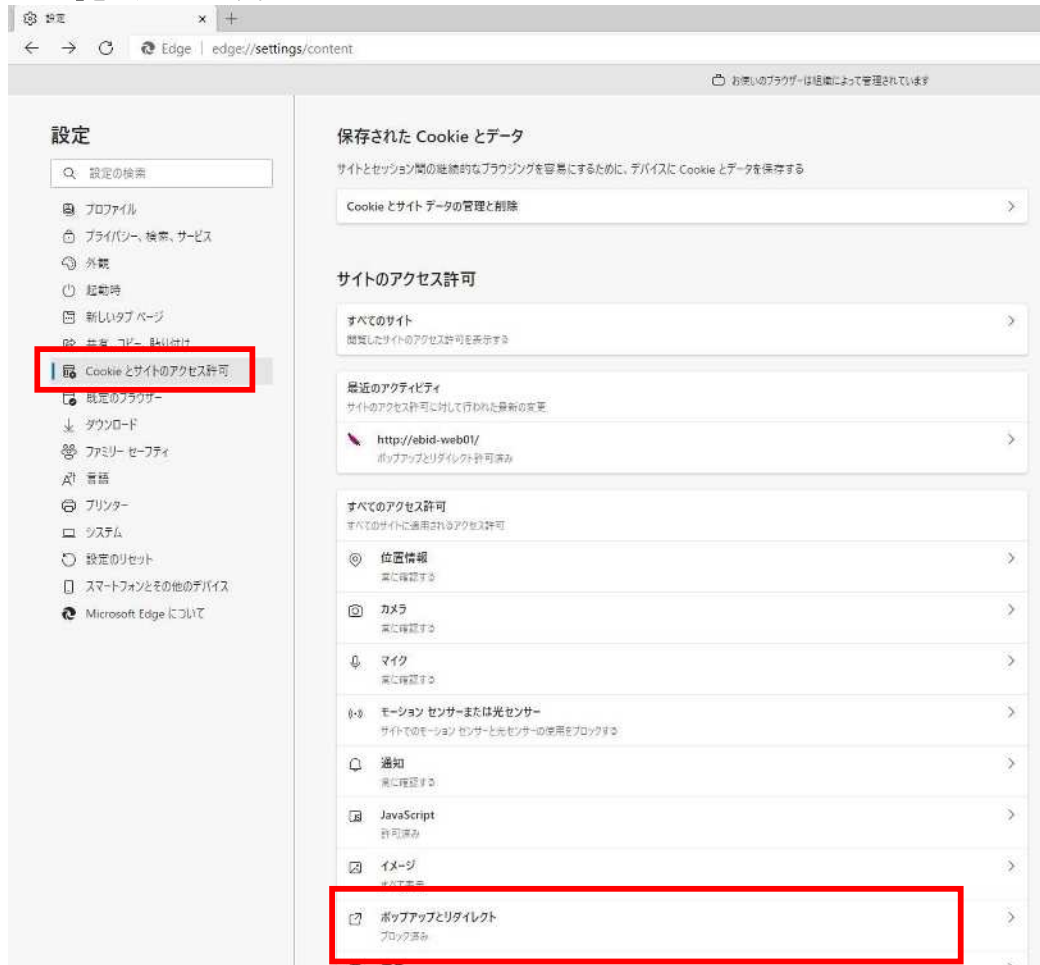 設定
Edge | edge://settings/content
お使いのブラウザーは組織によって管理されています
設定
設定の検索
プロファイル
プライバシー、検索、サービス
外観
起動時
新しいタブ ページ
共有、コピー、貼り付け
Cookie とサイトのアクセス許可
既定のブラウザー
ダウンロード
ファミリー セーフティ
言語
プリンター
システム
設定のリセット
スマートフォンとその他のデバイス
Microsoft Edge について
保存された Cookie とデータ
サイトとセッション間の継続的なブラウジングを容易にするために、デバイスに Cookie とデータを保存する
Cookie とサイト データの管理と削除
サイトのアクセス許可
すべてのサイト
閲覧したサイトのアクセス許可を表示する
最近のアクティビティ
サイトのアクセス許可に対して行われた最新の変更
http://ebid-web01/
ポップアップとリダイレクト許可済み
すべてのアクセス許可
すべてのサイトに適用されるアクセス許可
位置情報
常に確認する
カメラ
常に確認する
マイク
常に確認する
モーション センサーまたは光センサー
サイトでのモーション センサーと光センサーの使用をブロックする
通知
常に確認する
JavaScript
許可済み
イメージ
すべて表示
ポップアップとリダイレクト
ブロック済み